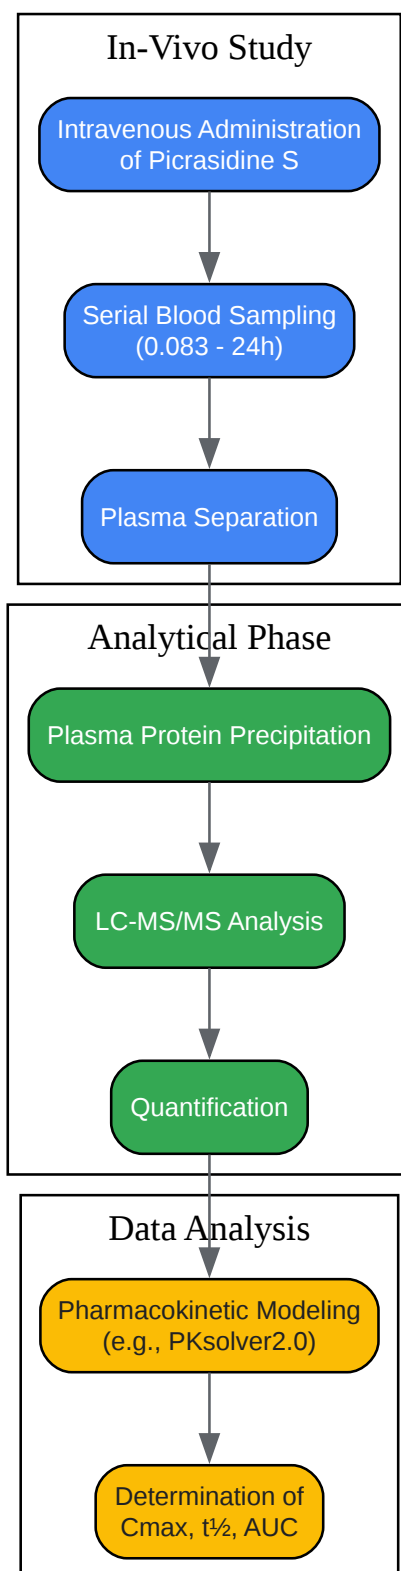 In-Vivo Study
Intravenous Administration
of Picrasidine S
Serial Blood Sampling
(0.083 - 24h)
Plasma Separation
Analytical Phase
Plasma Protein Precipitation
LC-MS/MS Analysis
Quantification
Data Analysis
Pharmacokinetic Modeling
(e.g., PKsolver2.0)
Determination of
Cmax, t½, AUC